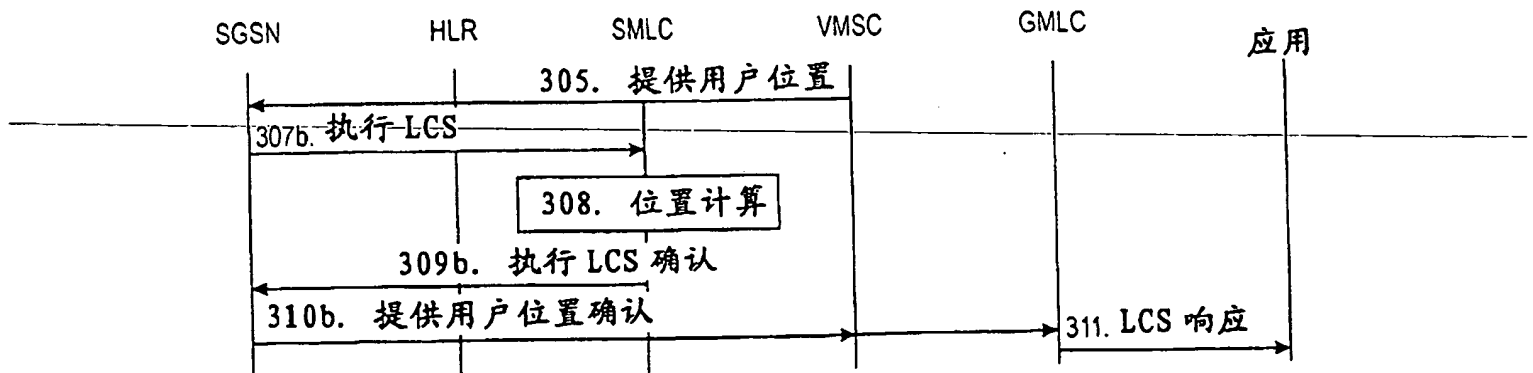 SGSN HLR SMLC VMSC GMLC 应用
305. 提供用户位置
307b. 执行 LCS
308. 位置计算
309b. 执行 LCS 确认
310b. 提供用户位置确认
311. LCS 响应